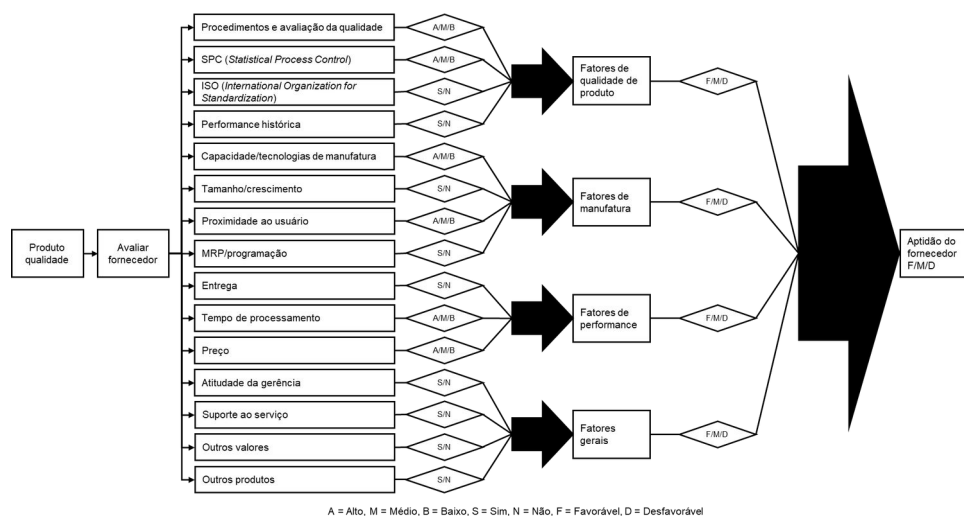 Produto
qualidade
Avaliar
fornecedor
Procedimentos e avaliação da qualidade
A/M/B
SPC (Statistical Process Control)
A/M/B
ISO (International Organization for
Standardization)
S/N
Performance histórica
S/N
Capacidade/tecnologias de manufatura
A/M/B
Tamanho/crescimento
S/N
Proximidade ao usuário
A/M/B
MRP/programação
S/N
Entrega
S/N
Tempo de processamento
A/M/B
Preço
A/M/B
Atitudade da gerência
S/N
Suporte ao serviço
S/N
Outros valores
S/N
Outros produtos
S/N
Fatores de
qualidade de
produto
F/M/D
Fatores de
manufatura
F/M/D
Fatores de
performance
F/M/D
Fatores
gerais
F/M/D
Aptidão do
fornecedor
F/M/D
A = Alto, M = Médio, B = Baixo, S = Sim, N = Não, F = Favorável, D = Desfavorável